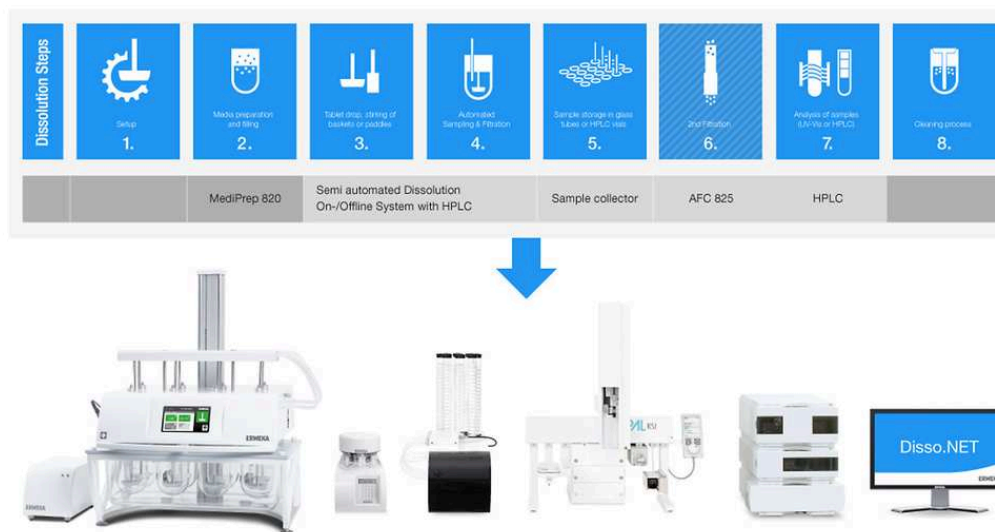 Dissolution Steps
Setup
1.
Media preparation
and filling
2.
Tablet drop, stirring of
baskets or paddles
3.
Automated
Sampling & Filtration
4.
Sample storage in glass
tubes or HPLC vials
5.
2nd Filtration
6.
Analysis of samples
(UV-Vis or HPLC)
7.
Cleaning process
8.
MediPrep 820
Semi automated Dissolution
On-/Offline System with HPLC
Sample collector
AFC 825
HPLC
ERWEKA
ERWEKA
PAL RSI
Disso.NET